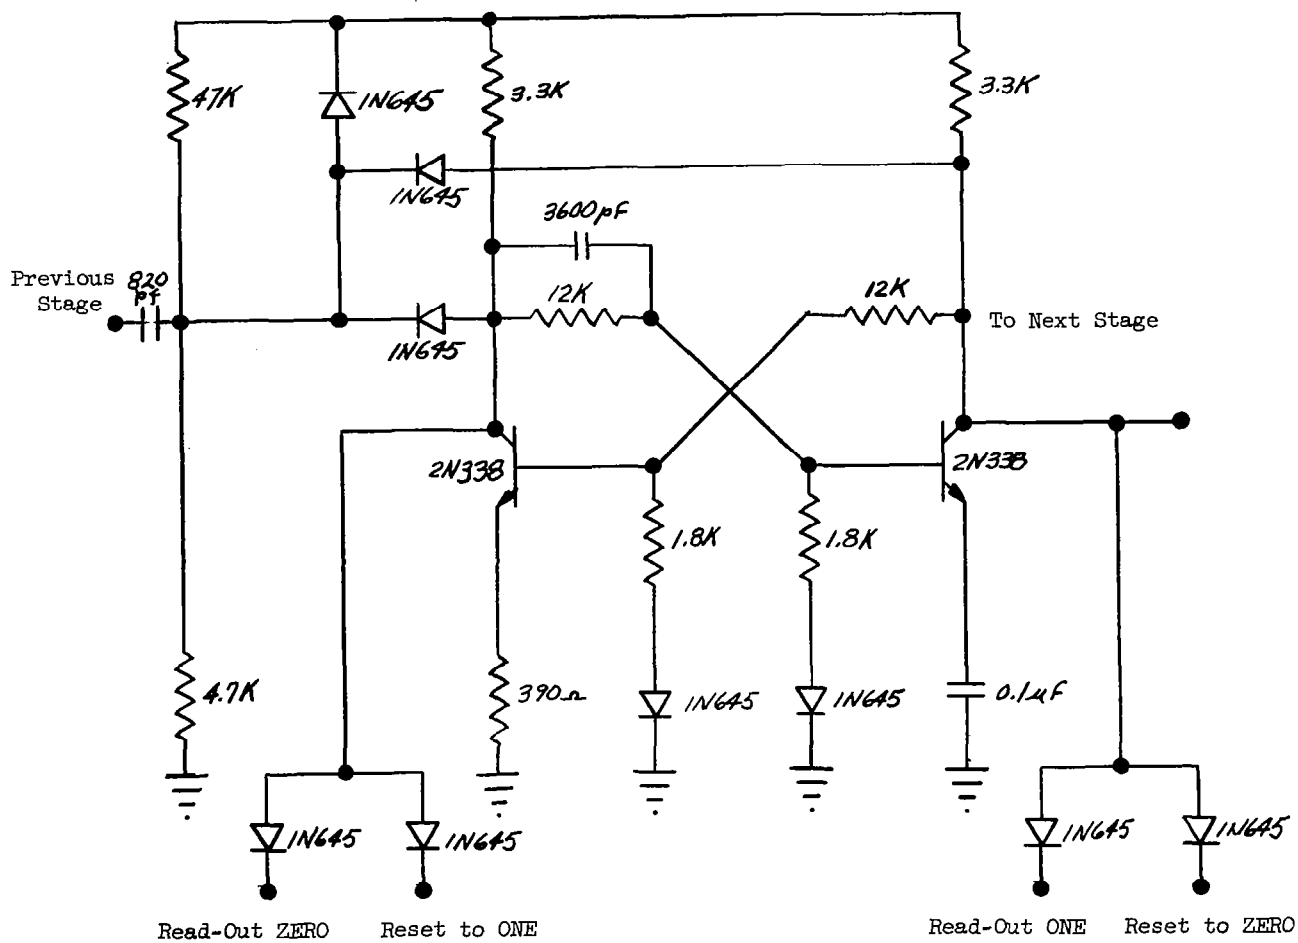 47K
1N645
3.3K
3.3K
1N645
3600pF
Previous
Stage
820
pf
12K
12K
To Next Stage
1N645
2N338
2N338
1.8K
1.8K
4.7K
390Ω
1N645
1N645
0.1µF
1N645
1N645
1N645
1N645
Read-Out ZERO
Reset to ONE
Read-Out ONE
Reset to ZERO